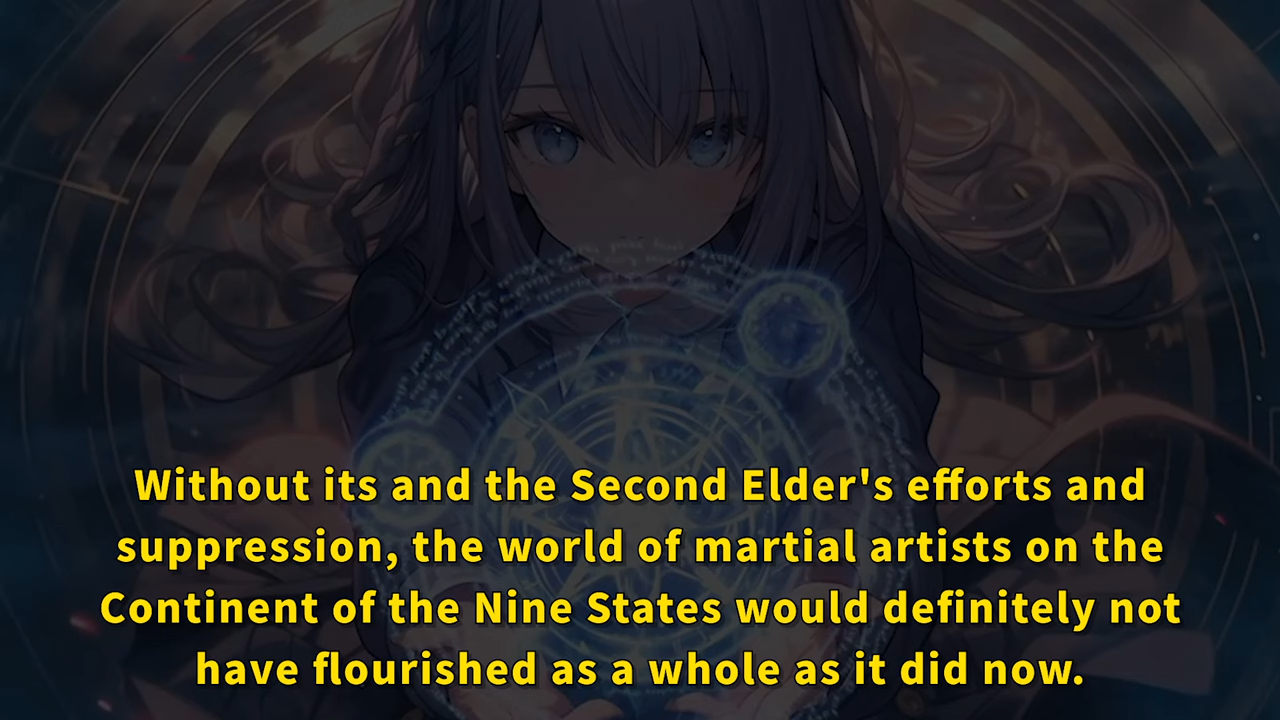 Without its and the Second Elder's efforts and
suppression, the world of martial artists on the
Continent of the Nine States would definitely not
have flourished as a whole as it did now.